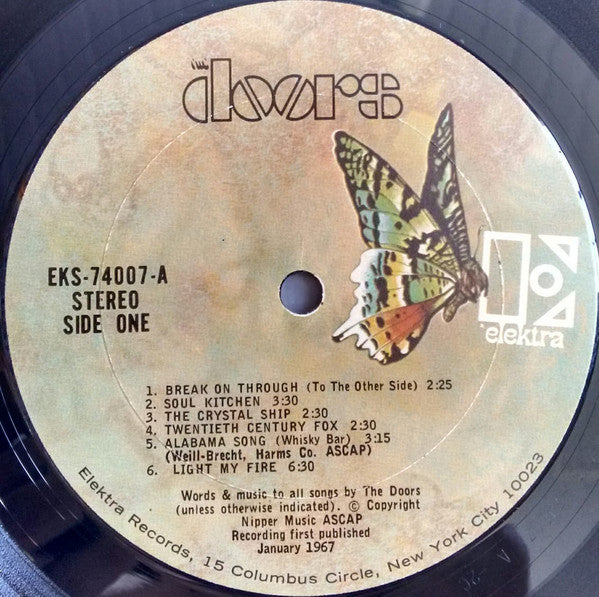 THE
DOORS
EKS-74007-A
STEREO
SIDE ONE
elektra
1. BREAK ON THROUGH (To The Other Side) 2:25
2. SOUL KITCHEN 3:30
3. THE CRYSTAL SHIP 2:30
4. TWENTIETH CENTURY FOX 2:30
5. ALABAMA SONG (Whisky Bar) 3:15
(Weill-Brecht, Harms Co. ASCAP)
6. LIGHT MY FIRE 6:30
Words & music to all songs by The Doors
(unless otherwise indicated). © Copyright
Nipper Music ASCAP
Recording first published
January 1967
Elektra Records, 15 Columbus Circle, New York City 10023